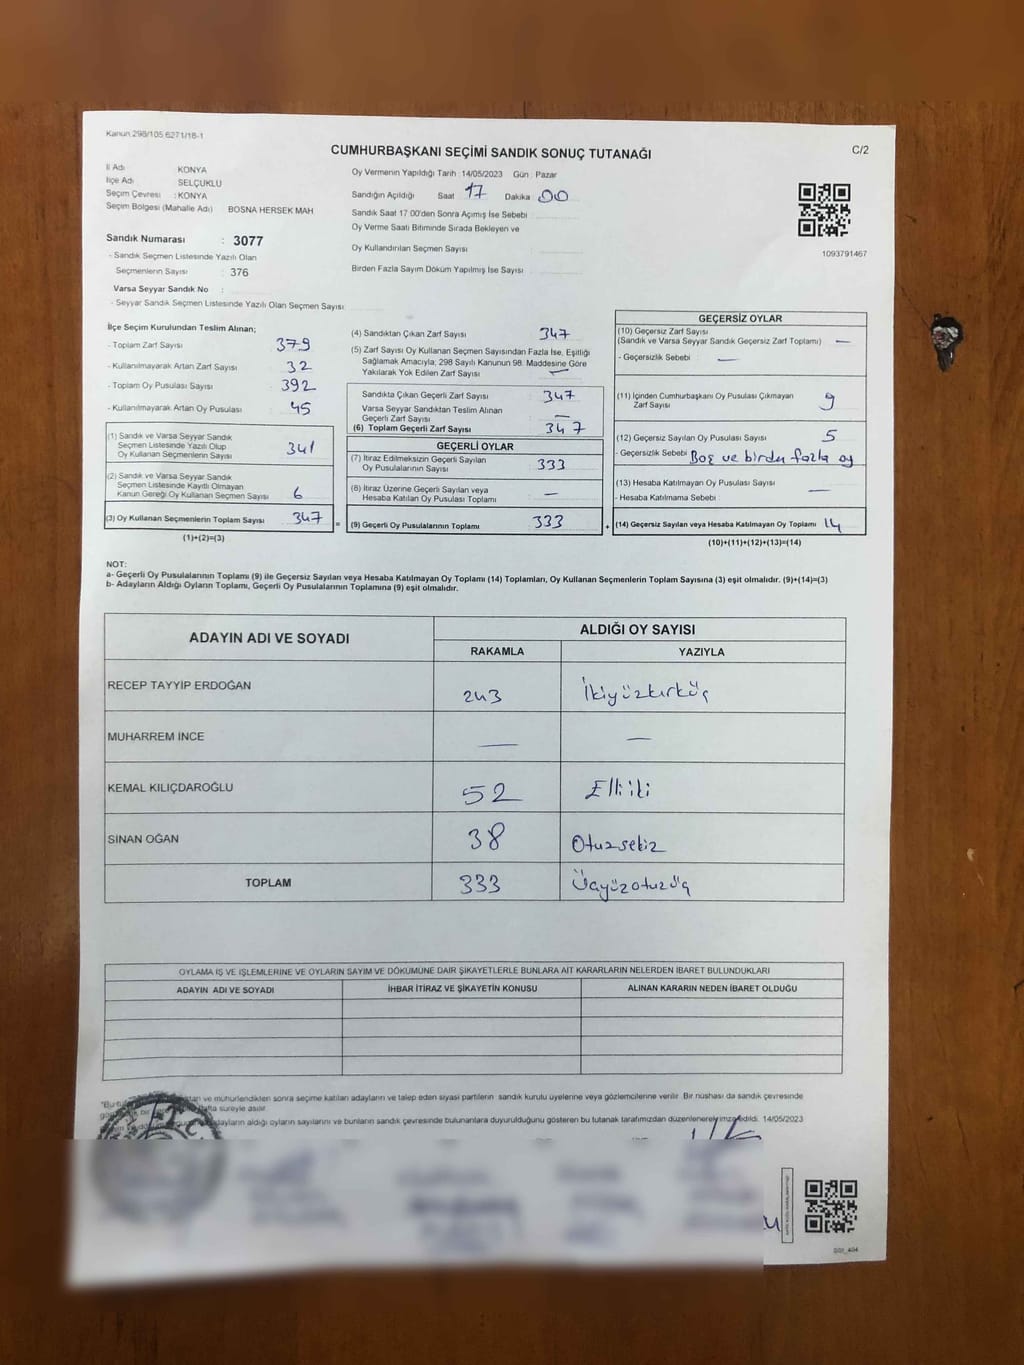 Kanun 298/105 6271/18-1
CUMHURBAŞKANI SEÇİMİ SANDIK SONUÇ TUTANAĞI
C/2
İl Adı : KONYA
İlçe Adı : SELÇUKLU
Seçim Çevresi : KONYA
Seçim Bölgesi (Mahalle Adı) BOSNA HERSEK MAH
Sandık Numarası : 3077
- Sandık Seçmen Listesinde Yazılı Olan
Seçmenlerin Sayısı : 376
Varsa Seyyar Sandık No :
- Seyyar Sandık Seçmen Listesinde Yazılı Olan Seçmen Sayısı
Oy Vermenin Yapıldığı Tarih : 14/05/2023 Gün : Pazar
Sandığın Açıldığı Saat 17 Dakika 00
Sandık Saat 17 00'den Sonra Açımış İse Sebebi
Oy Verme Saati Bitiminde Sırada Bekleyen ve
Oy Kullandırılan Seçmen Sayısı
Birden Fazla Sayım Döküm Yapılmış İse Sayısı
1093791467
İlçe Seçim Kurulundan Teslim Alınan;
- Toplam Zarf Sayısı 379
- Kullanılmayarak Artan Zarf Sayısı 32
- Toplam Oy Pusulası Sayısı 392
- Kullanılmayarak Artan Oy Pusulası 45
(1) Sandık ve Varsa Seyyar Sandık
Seçmen Listesinde Yazılı Olup
Oy Kullanan Seçmenlerin Sayısı 341
(2) Sandık ve Varsa Seyyar Sandık
Seçmen Listesinde Kayıtlı Olmayan
Kanun Gereği Oy Kullanan Seçmen Sayısı 6
(3) Oy Kullanan Seçmenlerin Toplam Sayısı 347 =
(1)+(2)=(3)
(4) Sandıktan Çıkan Zarf Sayısı 347
(5) Zarf Sayısı Oy Kullanan Seçmen Sayısından Fazla İse, Eşitliği
Sağlamak Amacıyla; 298 Sayılı Kanunun 98. Maddesine Göre
Yakılarak Yok Edilen Zarf Sayısı —
Sandıkta Çıkan Geçerli Zarf Sayısı 347
Varsa Seyyar Sandıktan Teslim Alınan
Geçerli Zarf Sayısı —
(6) Toplam Geçerli Zarf Sayısı 347
GEÇERLİ OYLAR
(7) İtiraz Edilmeksizin Geçerli Sayılan
Oy Pusulalarının Sayısı 333
(8) İtiraz Üzerine Geçerli Sayılan veya
Hesaba Katılan Oy Pusulası Toplamı —
(9) Geçerli Oy Pusulalarının Toplamı 333 +
GEÇERSİZ OYLAR
(10) Geçersiz Zarf Sayısı
(Sandık ve Varsa Seyyar Sandık Geçersiz Zarf Toplamı) —
- Geçersizlik Sebebi : —
(11) İçinden Cumhurbaşkanı Oy Pusulası Çıkmayan
Zarf Sayısı 9
(12) Geçersiz Sayılan Oy Pusulası Sayısı 5
- Geçersizlik Sebebi Boş ve birden fazla oy
(13) Hesaba Katılmayan Oy Pusulası Sayısı
- Hesaba Katılmama Sebebi : —
(14) Geçersiz Sayılan veya Hesaba Katılmayan Oy Toplamı 14
(10)+(11)+(12)+(13)=(14)
NOT:
a- Geçerli Oy Pusulalarının Toplamı (9) ile Geçersiz Sayılan veya Hesaba Katılmayan Oy Toplamı (14) Toplamları, Oy Kullanan Seçmenlerin Toplam Sayısına (3) eşit olmalıdır. (9)+(14)=(3)
b- Adayların Aldığı Oyların Toplamı, Geçerli Oy Pusulalarının Toplamına (9) eşit olmalıdır.
ADAYIN ADI VE SOYADI
ALDIĞI OY SAYISI
RAKAMLA YAZIYLA
RECEP TAYYİP ERDOĞAN 243 İkiyüzkırküç
MUHARREM İNCE — —
KEMAL KILIÇDAROĞLU 52 Elliiki
SİNAN OĞAN 38 Otuzsekiz
TOPLAM 333 Üçyüzotuzüç
OYLAMA İŞ VE İŞLEMLERİNE VE OYLARIN SAYIM VE DÖKÜMÜNE DAİR ŞİKAYETLERLE BUNLARA AİT KARARLARIN NELERDEN İBARET BULUNDUKLARI
ADAYIN ADI VE SOYADI İHBAR İTİRAZ VE ŞİKAYETİN KONUSU ALINAN KARARIN NEDEN İBARET OLDUĞU
ve mühürlendikten sonra seçime katılan adayların ve talep eden siyasi partilerin sandık kurulu üyelerine ve gözlemcilerine verilir. Bir nüshası da sandık çevresinde
hafta süreyle asılır.
adayların aldığı oyların sayılarını ve bunların sandık çevresinde bulunanlara duyurulduğunu gösteren bu tutanak tarafımızdan düzenlenerek imza edildi. 14/05/2023